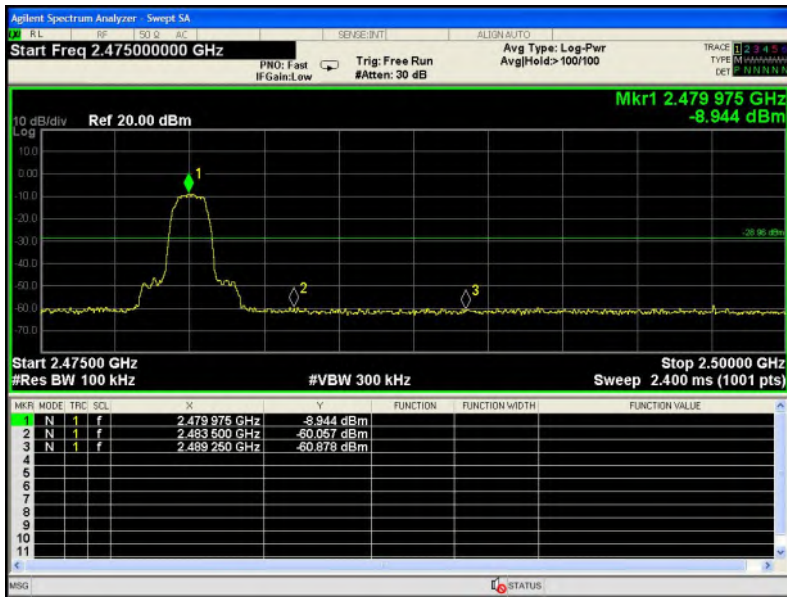 Agilent Spectrum Analyzer - Swept SA
RL RF 50 Ω AC SENSE:INT ALIGN AUTO
Start Freq 2.475000000 GHz
PNO: Fast
IFGain:Low
Trig: Free Run
#Atten: 30 dB
Avg Type: Log-Pwr
Avg|Hold:> 100/100
TRACE 1 2 3 4 5 6
TYPE M
DET P N N N N N
Mkr1 2.479 975 GHz
-8.944 dBm
10 dB/div Ref 20.00 dBm
Log
10.0
0.00
-10.0
-20.0
-30.0
-40.0
-50.0
-60.0
-70.0
1
2
3
-28.96 dBm
Start 2.47500 GHz Stop 2.50000 GHz
#Res BW 100 kHz #VBW 300 kHz Sweep 2.400 ms (1001 pts)
MKR MODE TRC SCL X Y FUNCTION FUNCTION WIDTH FUNCTION VALUE
1 N 1 f 2.479 975 GHz -8.944 dBm
2 N 1 f 2.483 500 GHz -60.057 dBm
3 N 1 f 2.489 250 GHz -60.878 dBm
4
5
6
7
8
9
10
11
MSG STATUS